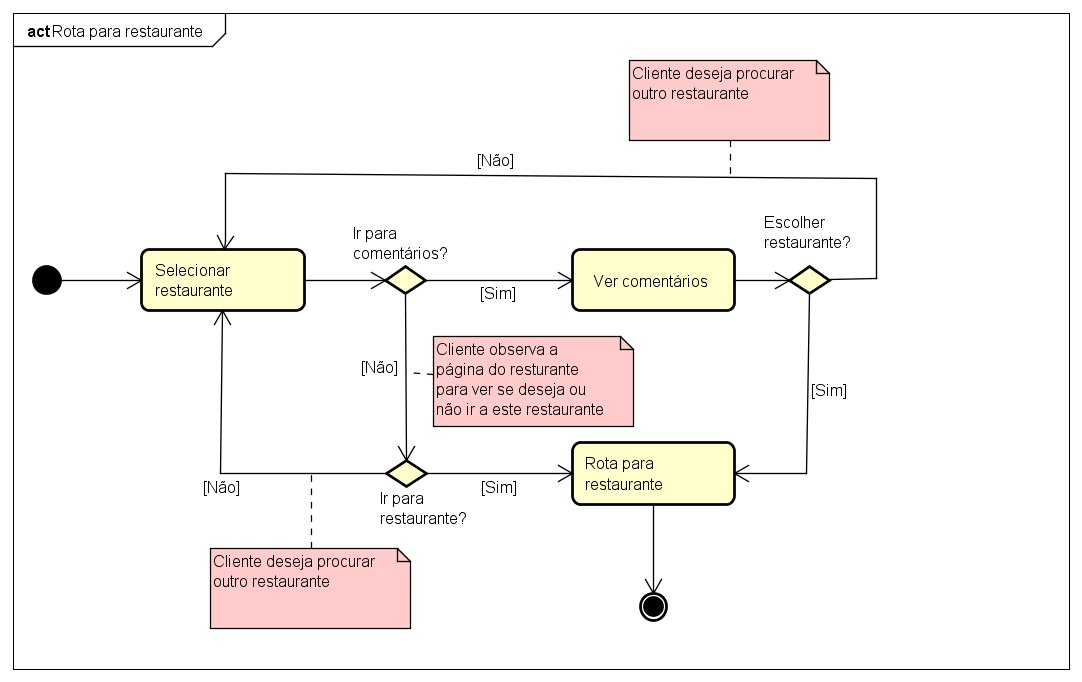 act Rota para restaurante
Cliente deseja procurar
outro restaurante
[Não]
Ir para
comentários?
Escolher
restaurante?
Selecionar
restaurante
[Sim]
Ver comentários
[Não]
Cliente observa a
página do resturante
para ver se deseja ou
não ir a este restaurante
[Sim]
[Não]
Ir para
restaurante?
[Sim]
Rota para
restaurante
Cliente deseja procurar
outro restaurante